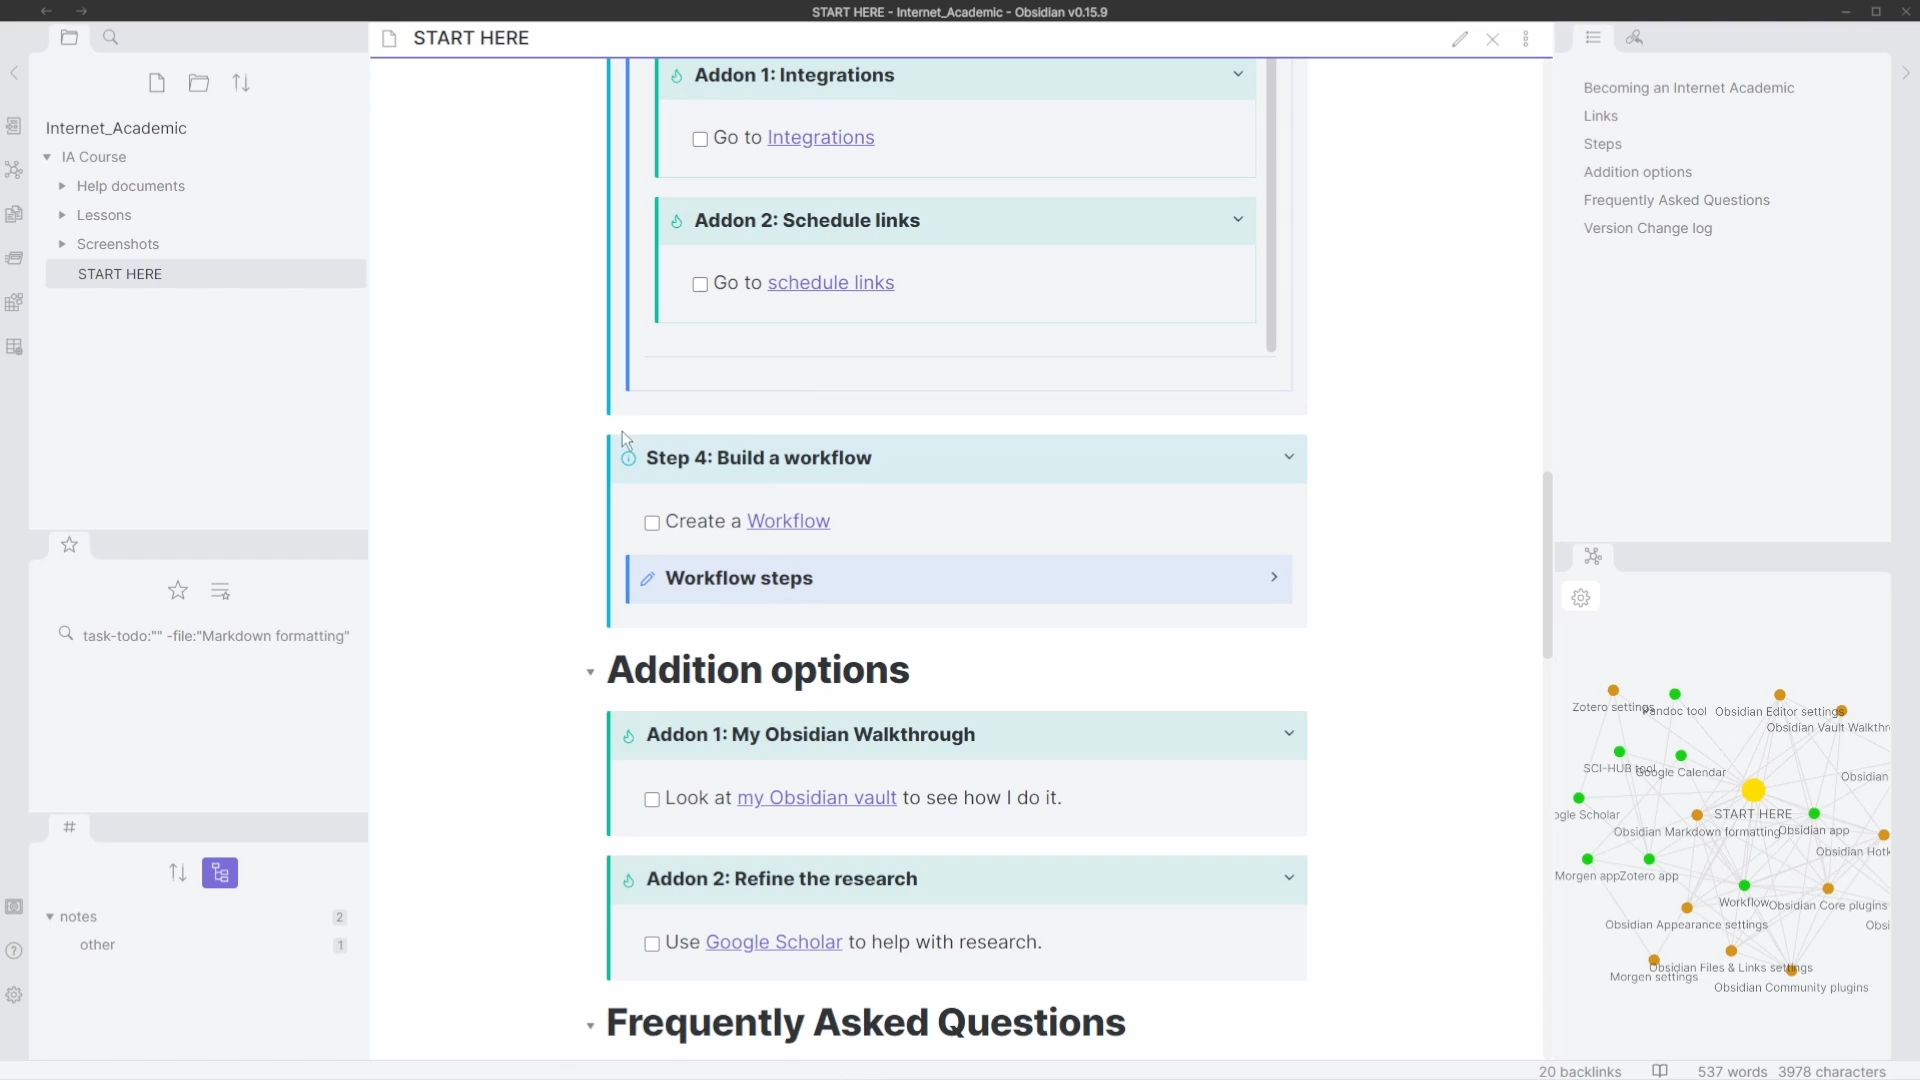 START HERE - Internet_Academic - Obsidian v0.15.9
START HERE
Internet_Academic
IA Course
Help documents
Lessons
Screenshots
START HERE
task-todo:"" -file:"Markdown formatting"
#
notes 2
other 1
Addon 1: Integrations
Go to Integrations
Addon 2: Schedule links
Go to schedule links
Step 4: Build a workflow
Create a Workflow
Workflow steps
Addition options
Addon 1: My Obsidian Walkthrough
Look at my Obsidian vault to see how I do it.
Addon 2: Refine the research
Use Google Scholar to help with research.
Frequently Asked Questions
Becoming an Internet Academic
Links
Steps
Addition options
Frequently Asked Questions
Version Change log
Zotero settings
Pandoc tool
Obsidian Editor settings
Obsidian Vault Walkthr
SCI-HUB tool
Google Calendar
Obsidian
ogle Scholar
START HERE
Obsidian Markdown formatting
Obsidian app
Obsidian Hotk
Morgen app
Zotero app
Workflow
Obsidian Core plugins
Obsidian Appearance settings
Obsi
Obsidian Files & Links settings
Morgen settings
Obsidian Community plugins
20 backlinks
537 words 3978 characters